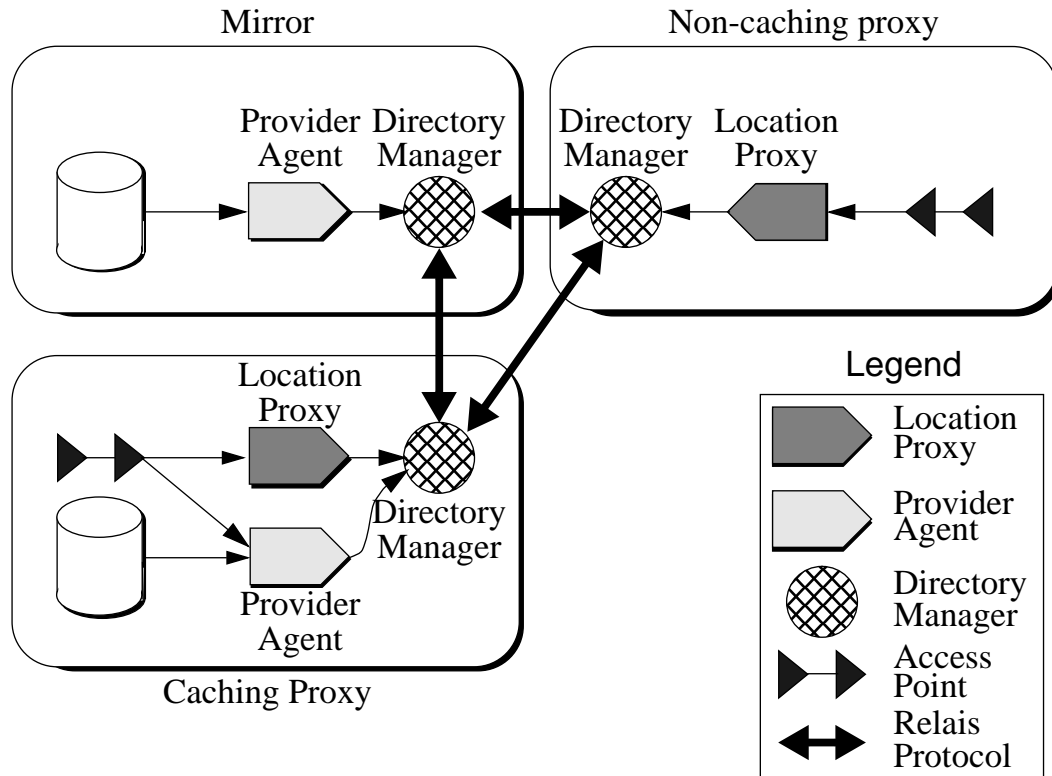 Mirror
Non-caching proxy
Provider
Agent
Directory
Manager
Directory
Manager
Location
Proxy
Location
Proxy
Directory
Manager
Provider
Agent
Caching Proxy
Legend
Location
Proxy
Provider
Agent
Directory
Manager
Access
Point
Relais
Protocol